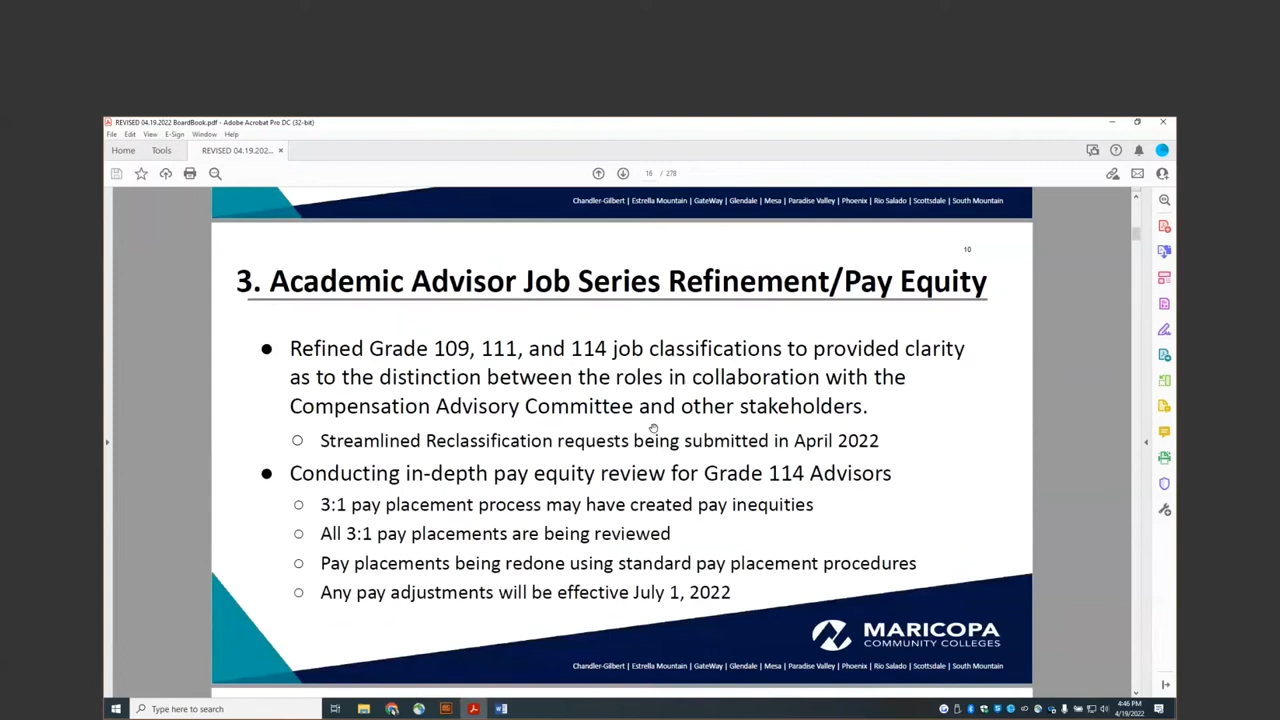 REVISED 04.19.2022 BoardBook.pdf - Adobe Acrobat Pro DC (32-bit)
File Edit View E-Sign Window Help
Home Tools REVISED 04.19.202...
16 / 278
Chandler-Gilbert | Estrella Mountain | GateWay | Glendale | Mesa | Paradise Valley | Phoenix | Rio Salado | Scottsdale | South Mountain
10
3. Academic Advisor Job Series Refinement/Pay Equity
● Refined Grade 109, 111, and 114 job classifications to provided clarity
as to the distinction between the roles in collaboration with the
Compensation Advisory Committee and other stakeholders.
○ Streamlined Reclassification requests being submitted in April 2022
● Conducting in-depth pay equity review for Grade 114 Advisors
○ 3:1 pay placement process may have created pay inequities
○ All 3:1 pay placements are being reviewed
○ Pay placements being redone using standard pay placement procedures
○ Any pay adjustments will be effective July 1, 2022
MARICOPA
COMMUNITY COLLEGES
Chandler-Gilbert | Estrella Mountain | GateWay | Glendale | Mesa | Paradise Valley | Phoenix | Rio Salado | Scottsdale | South Mountain
Type here to search
4:46 PM
4/19/2022